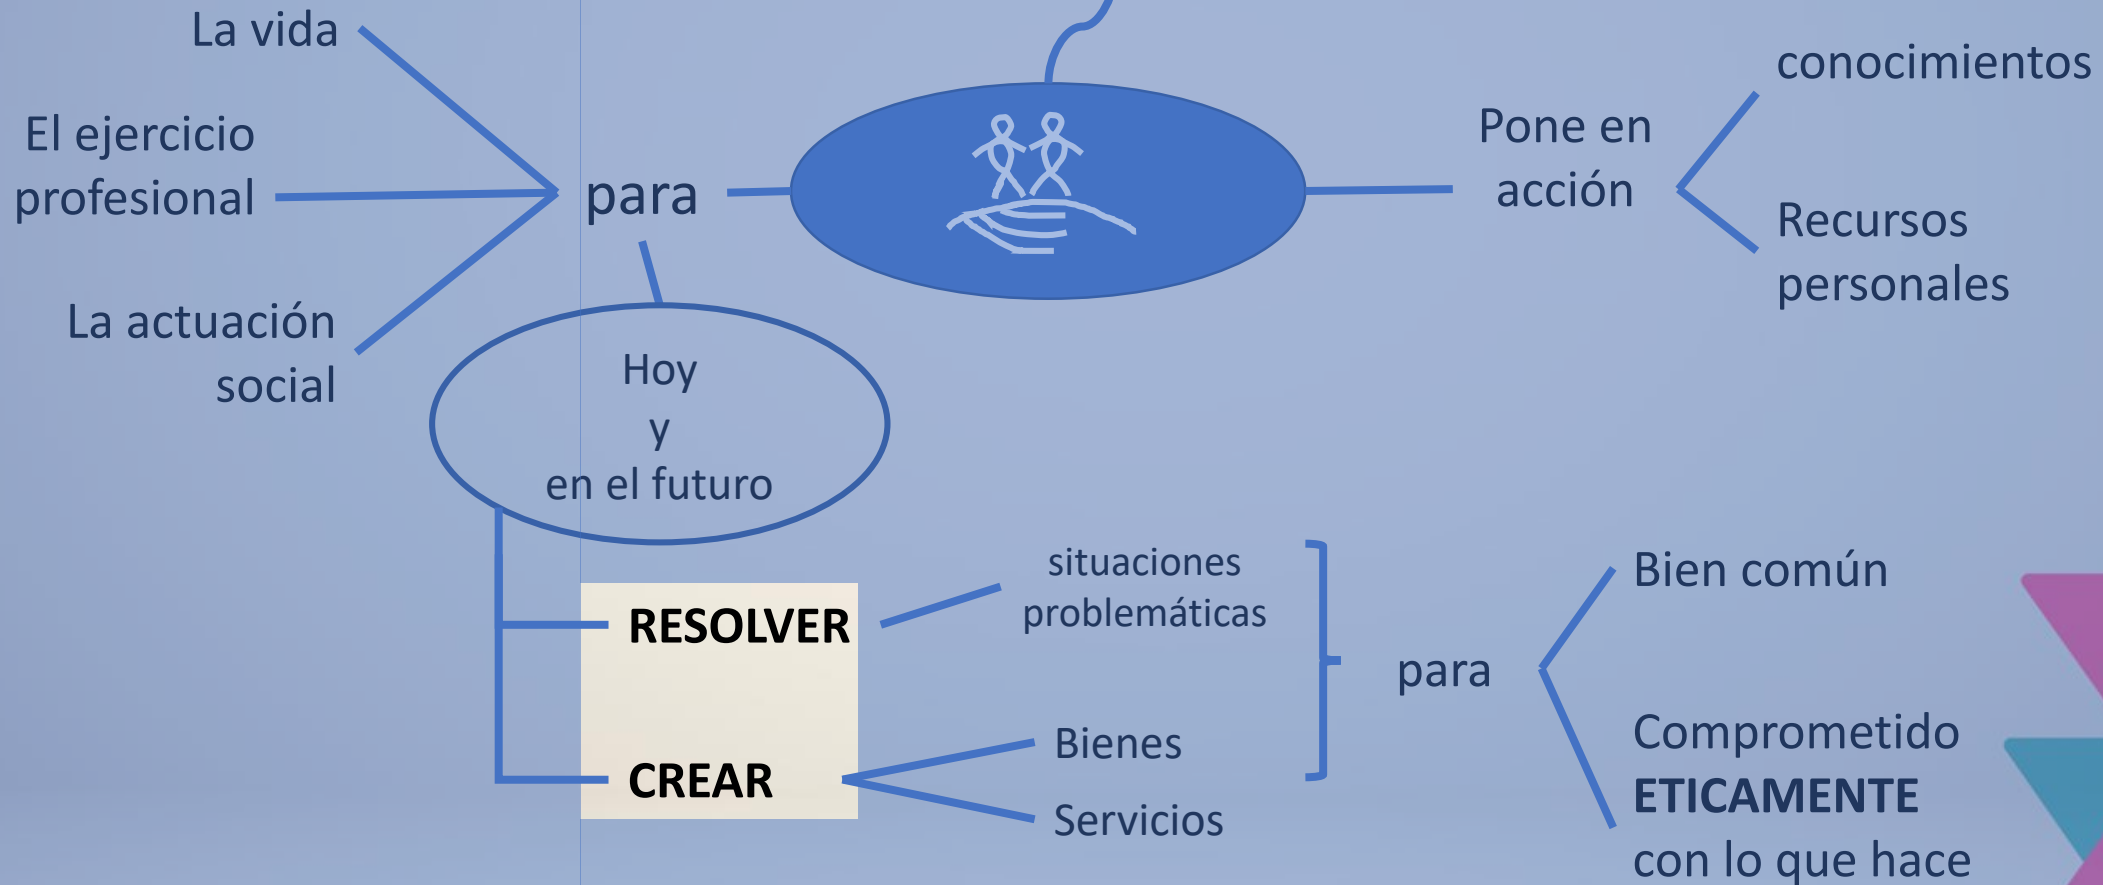 La vida
El ejercicio
profesional
La actuación
social
para
Pone en
acción
conocimientos
Recursos
personales
Hoy
y
en el futuro
RESOLVER
situaciones
problemáticas
CREAR
Bienes
Servicios
para
Bien común
Comprometido
ETICAMENTE
con lo que hace